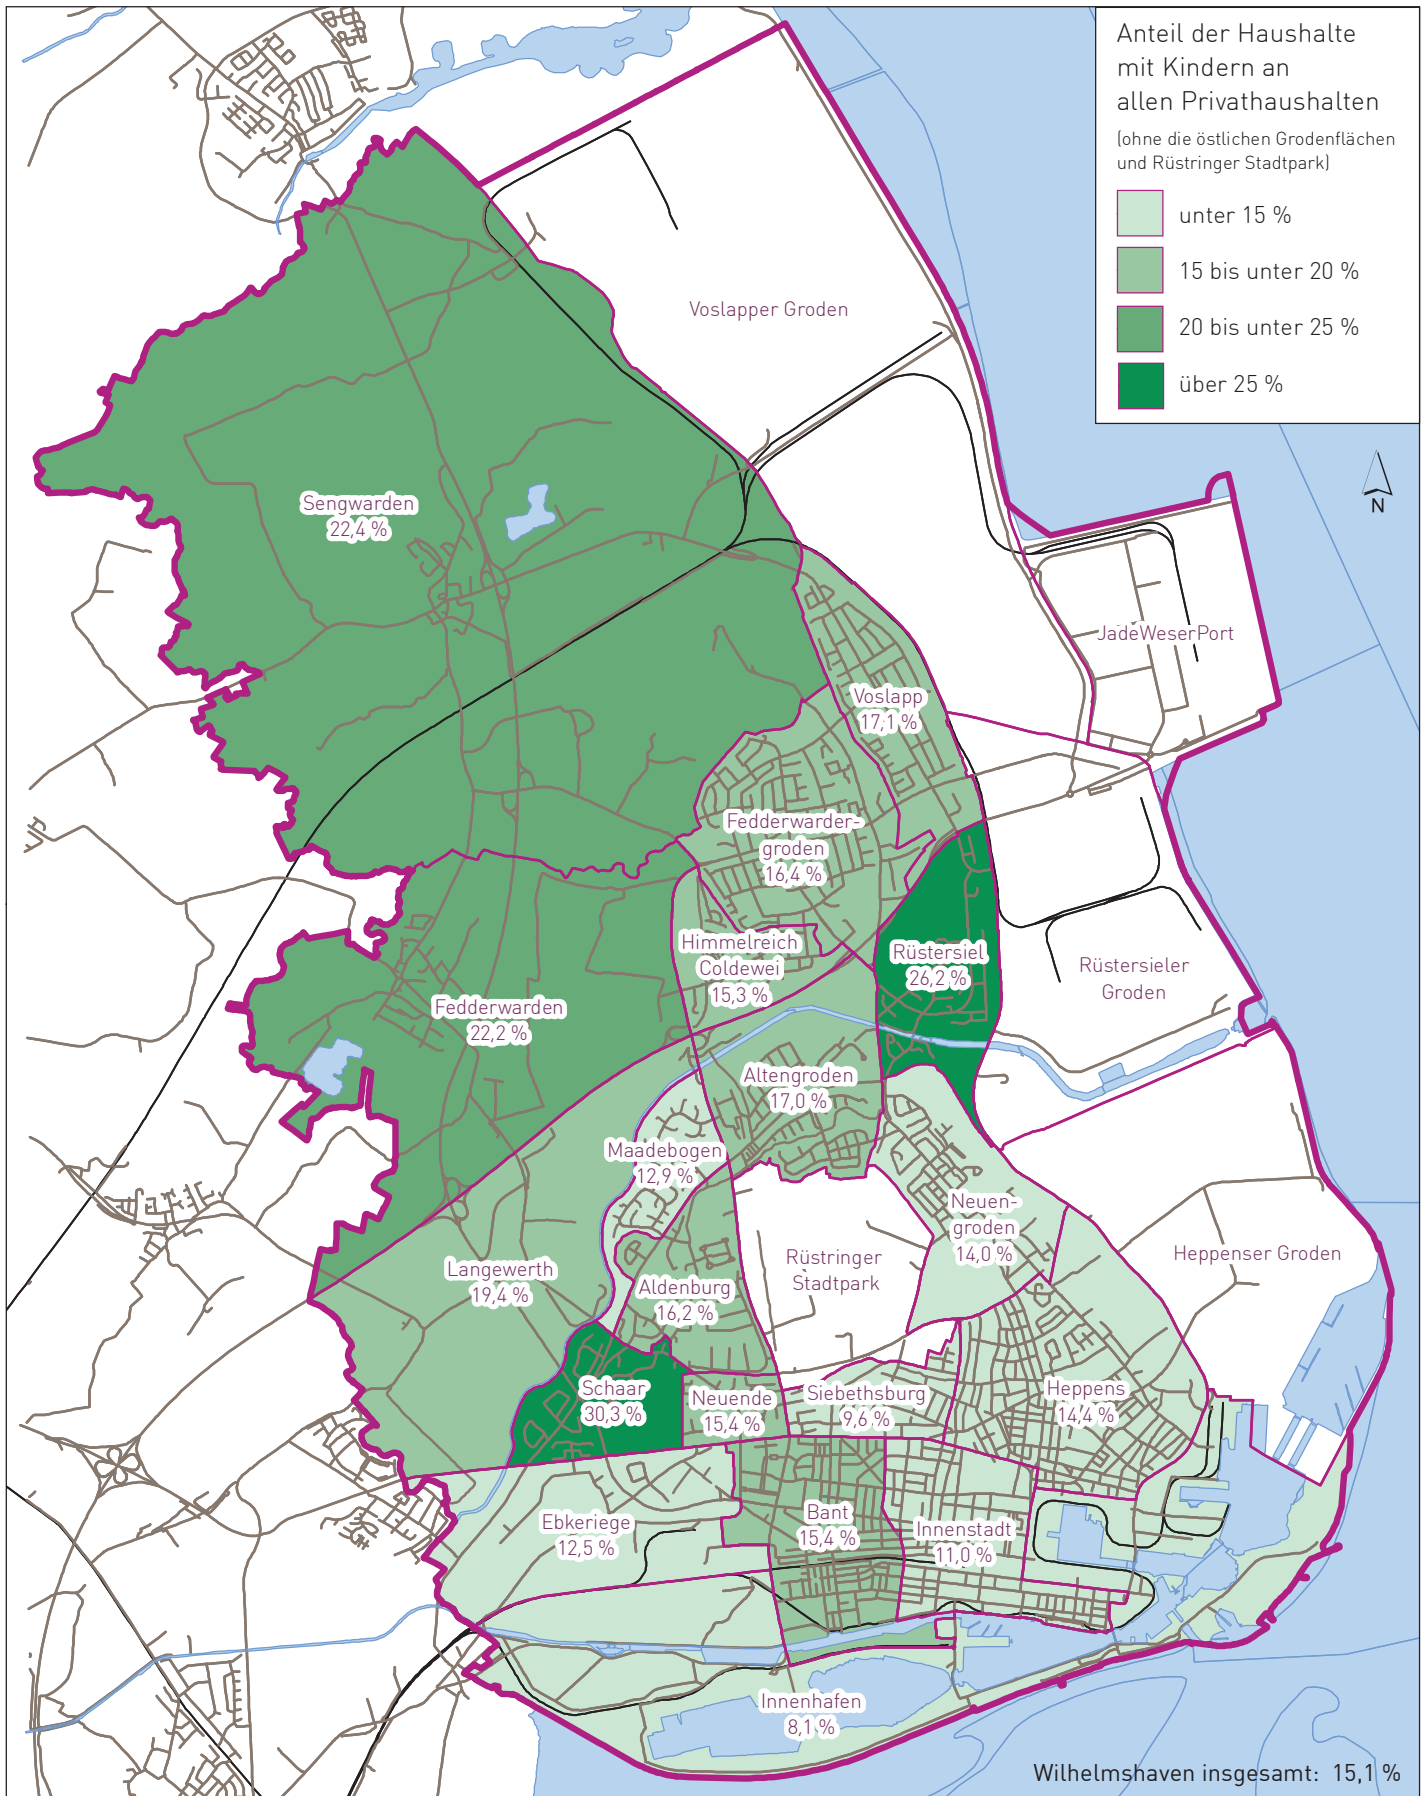 Anteil der Haushalte
mit Kindern an
allen Privathaushalten
(ohne die östlichen Grodenflächen
und Rüstringer Stadtpark)
unter 15 %
15 bis unter 20 %
20 bis unter 25 %
über 25 %
N
Voslapper Groden
Sengwarden
22,4 %
JadeWeserPort
Voslapp
17,1 %
Fedderwarder-
groden
16,4 %
Himmelreich
Coldewei
15,3 %
Rüstersiel
26,2 %
Rüstersieler
Groden
Fedderwarden
22,2 %
Altengroden
17,0 %
Maadebogen
12,9 %
Neuen-
groden
14,0 %
Rüstringer
Stadtpark
Heppenser Groden
Langewerth
19,4 %
Aldenburg
16,2 %
Schaar
30,3 %
Neuende
15,4 %
Siebethsburg
9,6 %
Heppens
14,4 %
Ebkeriege
12,5 %
Bant
15,4 %
Innenstadt
11,0 %
Innenhafen
8,1 %
Wilhelmshaven insgesamt: 15,1 %